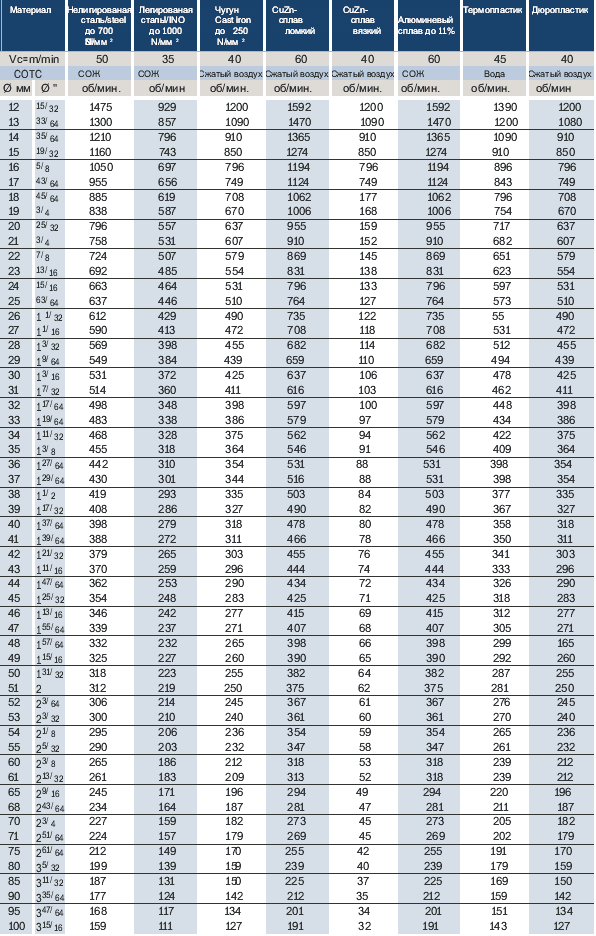 Материал Нелигированая Легированая Чугун CuZn- CuZn- Алюминевый Термопластик Дюропластик
сталь/steel сталь/INO Cast iron сплав сплав сплав до 11%
до 700 до 1000 до 250 ломкий вязкий
N/мм ² N/мм ² N/мм ²
Vc=m/min 50 35 40 60 40 60 45 40
СОТС СОЖ СОЖ Сжатый воздух Сжатый воздух Сжатый воздух СОЖ Вода Сжатый воздух
Ø мм Ø " об/мин. об/мин. об/мин. об/мин. об/мин. об/мин. об/мин. об/мин
12 15/32 1475 929 1200 1592 1200 1592 1390 1200
13 33/64 1300 857 1090 1470 1090 1470 1200 1080
14 35/64 1210 796 910 1365 910 1365 1090 910
15 19/32 1160 743 850 1274 850 1274 910 850
16 5/8 1050 697 796 1194 796 1194 896 796
17 43/64 955 656 749 1124 749 1124 843 749
18 45/64 885 619 708 1062 177 1062 796 708
19 3/4 838 587 670 1006 168 1006 754 670
20 25/32 796 557 637 955 159 955 717 637
21 3/4 758 531 607 910 152 910 682 607
22 7/8 724 507 579 869 145 869 651 579
23 13/16 692 485 554 831 138 831 623 554
24 15/16 663 464 531 796 133 796 597 531
25 63/64 637 446 510 764 127 764 573 510
26 1 1/32 612 429 490 735 122 735 55 490
27 1 1/16 590 413 472 708 118 708 531 472
28 1 3/32 569 398 455 682 114 682 512 455
29 1 9/64 549 384 439 659 110 659 494 439
30 1 3/16 531 372 425 637 106 637 478 425
31 1 7/32 514 360 411 616 103 616 462 411
32 1 17/64 498 348 398 597 100 597 448 398
33 1 19/64 483 338 386 579 97 579 434 386
34 1 11/32 468 328 375 562 94 562 422 375
35 1 3/8 455 318 364 546 91 546 409 364
36 1 27/64 442 310 354 531 88 531 398 354
37 1 29/64 430 301 344 516 88 531 398 354
38 1 1/2 419 293 335 503 84 503 377 335
39 1 17/32 408 286 327 490 82 490 367 327
40 1 37/64 398 279 318 478 80 478 358 318
41 1 39/64 388 272 311 466 78 466 350 311
42 1 21/32 379 265 303 455 76 455 341 303
43 1 11/16 370 259 296 444 74 444 333 296
44 1 47/64 362 253 290 434 72 434 326 290
45 1 25/32 354 248 283 425 71 425 318 283
46 1 13/16 346 242 277 415 69 415 312 277
47 1 55/64 339 237 271 407 68 407 305 271
48 1 57/64 332 232 265 398 66 398 299 165
49 1 15/16 325 227 260 390 65 390 292 260
50 1 31/32 318 223 255 382 64 382 287 255
51 2 312 219 250 375 62 375 281 250
52 2 3/64 306 214 245 367 61 367 276 245
53 2 3/32 300 210 240 361 60 361 270 240
54 2 1/8 295 206 236 354 59 354 265 236
55 2 5/32 290 203 232 347 58 347 261 232
60 2 3/8 265 186 212 318 53 318 239 212
61 2 13/32 261 183 209 313 52 318 239 212
65 2 9/16 245 171 196 294 49 294 220 196
68 2 43/64 234 164 187 281 47 281 211 187
70 2 3/4 227 159 182 273 45 273 205 182
71 2 51/64 224 157 179 269 45 269 202 179
75 2 61/64 212 149 170 255 42 255 191 170
80 3 5/32 199 139 159 239 40 239 179 159
85 3 11/32 187 131 150 225 37 225 169 150
90 3 35/64 177 124 142 212 35 212 159 142
95 3 47/64 168 117 134 201 34 201 151 134
100 3 15/16 159 111 127 191 32 191 143 127